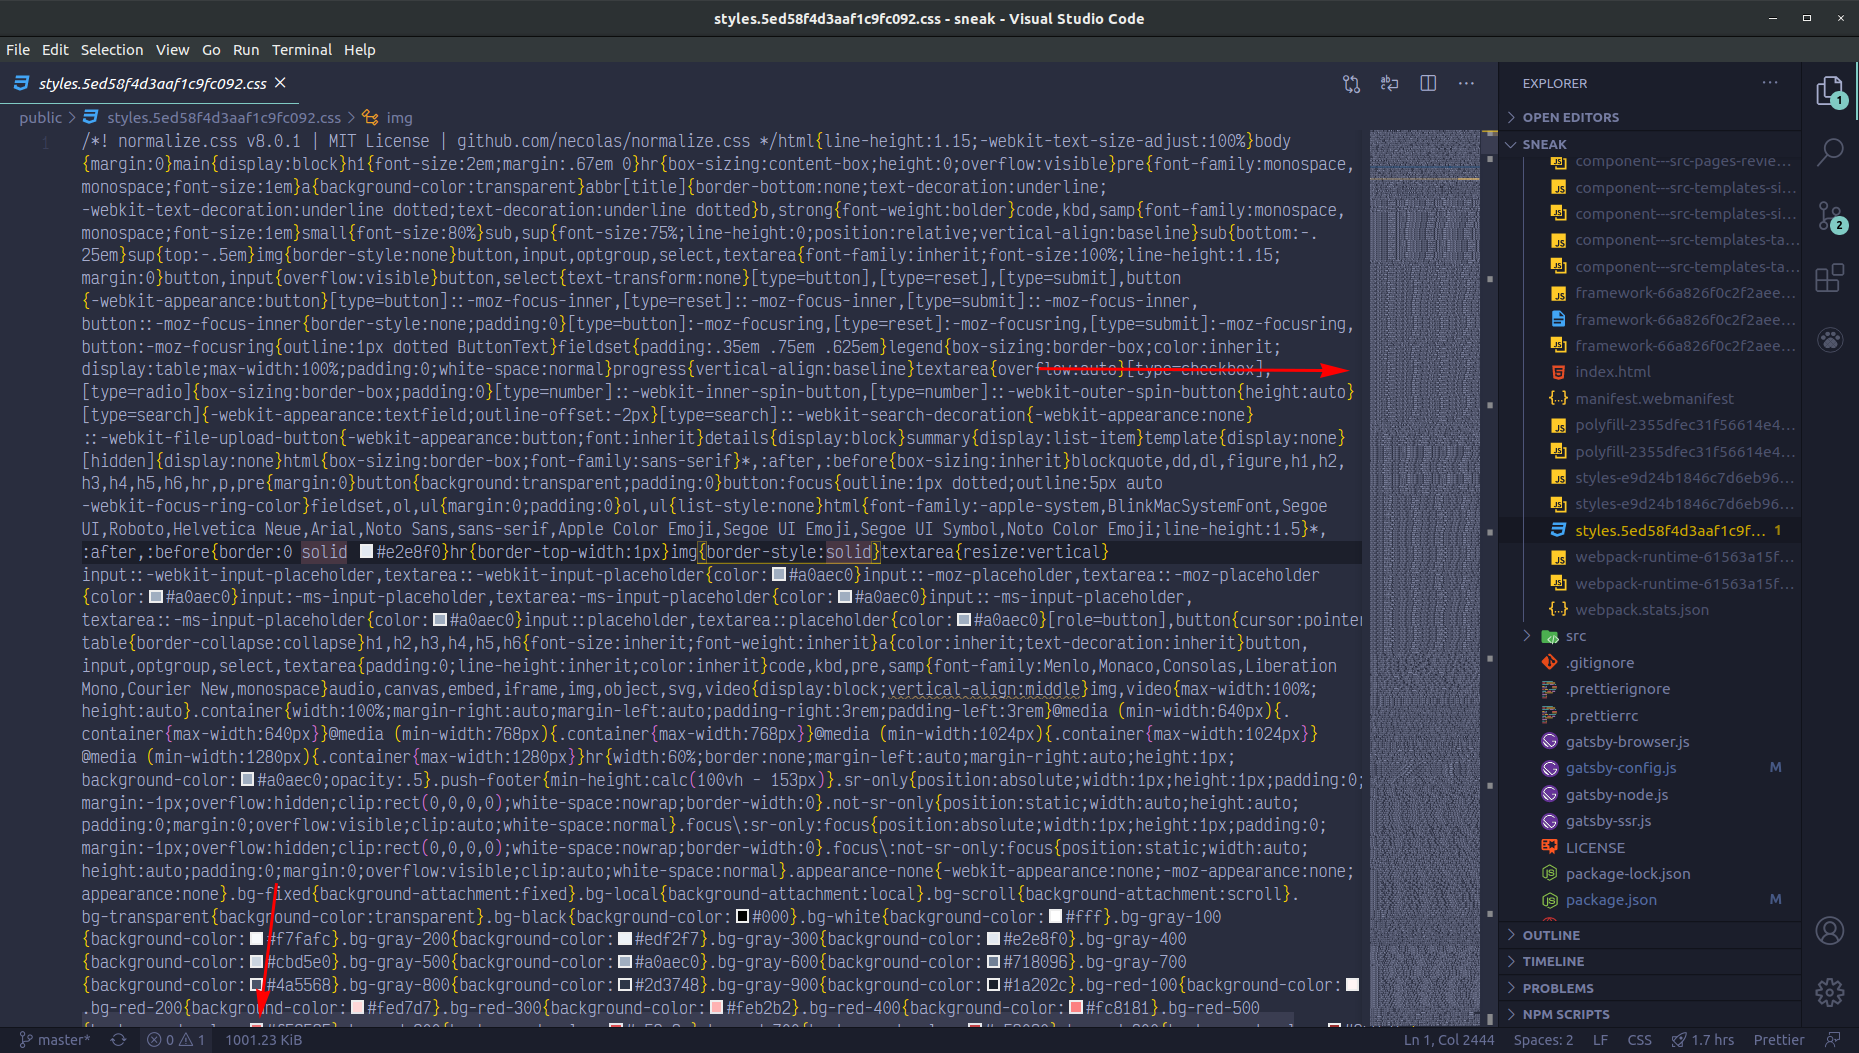 styles.5ed58f4d3aaf1c9fc092.css - sneak - Visual Studio Code
File Edit Selection View Go Run Terminal Help
styles.5ed58f4d3aaf1c9fc092.css
public > styles.5ed58f4d3aaf1c9fc092.css > img
1
/*! normalize.css v8.0.1 | MIT License | github.com/necolas/normalize.css */html{line-height:1.15;-webkit-text-size-adjust:100%}body
{margin:0}main{display:block}h1{font-size:2em;margin:.67em 0}hr{box-sizing:content-box;height:0;overflow:visible}pre{font-family:monospace,
monospace;font-size:1em}a{background-color:transparent}abbr[title]{border-bottom:none;text-decoration:underline;
-webkit-text-decoration:underline dotted;text-decoration:underline dotted}b,strong{font-weight:bolder}code,kbd,samp{font-family:monospace,
monospace;font-size:1em}small{font-size:80%}sub,sup{font-size:75%;line-height:0;position:relative;vertical-align:baseline}sub{bottom:-.
25em}sup{top:-.5em}img{border-style:none}button,input,optgroup,select,textarea{font-family:inherit;font-size:100%;line-height:1.15;
margin:0}button,input{overflow:visible}button,select{text-transform:none}[type=button],[type=reset],[type=submit],button
{-webkit-appearance:button}[type=button]::-moz-focus-inner,[type=reset]::-moz-focus-inner,[type=submit]::-moz-focus-inner,
button::-moz-focus-inner{border-style:none;padding:0}[type=button]:-moz-focusring,[type=reset]:-moz-focusring,[type=submit]:-moz-focusring,
button:-moz-focusring{outline:1px dotted ButtonText}fieldset{padding:.35em .75em .625em}legend{box-sizing:border-box;color:inherit;
display:table;max-width:100%;padding:0;white-space:normal}progress{vertical-align:baseline}textarea{overflow:auto}[type=checkbox],
[type=radio]{box-sizing:border-box;padding:0}[type=number]::-webkit-inner-spin-button,[type=number]::-webkit-outer-spin-button{height:auto}
[type=search]{-webkit-appearance:textfield;outline-offset:-2px}[type=search]::-webkit-search-decoration{-webkit-appearance:none}
::-webkit-file-upload-button{-webkit-appearance:button;font:inherit}details{display:block}summary{display:list-item}template{display:none}
[hidden]{display:none}html{box-sizing:border-box;font-family:sans-serif}*,:after,:before{box-sizing:inherit}blockquote,dd,dl,figure,h1,h2,
h3,h4,h5,h6,hr,p,pre{margin:0}button{background:transparent;padding:0}button:focus{outline:1px dotted;outline:5px auto
-webkit-focus-ring-color}fieldset,ol,ul{margin:0;padding:0}ol,ul{list-style:none}html{font-family:-apple-system,BlinkMacSystemFont,Segoe
UI,Roboto,Helvetica Neue,Arial,Noto Sans,sans-serif,Apple Color Emoji,Segoe UI Emoji,Segoe UI Symbol,Noto Color Emoji;line-height:1.5}*,
:after,:before{border:0 solid #e2e8f0}hr{border-top-width:1px}img{border-style:solid}textarea{resize:vertical}
input::-webkit-input-placeholder,textarea::-webkit-input-placeholder{color:#a0aec0}input::-moz-placeholder,textarea::-moz-placeholder
{color:#a0aec0}input:-ms-input-placeholder,textarea:-ms-input-placeholder{color:#a0aec0}input::-ms-input-placeholder,
textarea::-ms-input-placeholder{color:#a0aec0}input::placeholder,textarea::placeholder{color:#a0aec0}[role=button],button{cursor:pointer
table{border-collapse:collapse}h1,h2,h3,h4,h5,h6{font-size:inherit;font-weight:inherit}a{color:inherit;text-decoration:inherit}button,
input,optgroup,select,textarea{padding:0;line-height:inherit;color:inherit}code,kbd,pre,samp{font-family:Menlo,Monaco,Consolas,Liberation
Mono,Courier New,monospace}audio,canvas,embed,iframe,img,object,svg,video{display:block;vertical-align:middle}img,video{max-width:100%;
height:auto}.container{width:100%;margin-right:auto;margin-left:auto;padding-right:3rem;padding-left:3rem}@media (min-width:640px){.
container{max-width:640px}}@media (min-width:768px){.container{max-width:768px}}@media (min-width:1024px){.container{max-width:1024px}}
@media (min-width:1280px){.container{max-width:1280px}}hr{width:60%;border:none;margin-left:auto;margin-right:auto;height:1px;
background-color:#a0aec0;opacity:.5}.push-footer{min-height:calc(100vh - 153px)}.sr-only{position:absolute;width:1px;height:1px;padding:0;
margin:-1px;overflow:hidden;clip:rect(0,0,0,0);white-space:nowrap;border-width:0}.not-sr-only{position:static;width:auto;height:auto;
padding:0;margin:0;overflow:visible;clip:auto;white-space:normal}.focus\:sr-only:focus{position:absolute;width:1px;height:1px;padding:0;
margin:-1px;overflow:hidden;clip:rect(0,0,0,0);white-space:nowrap;border-width:0}.focus\:not-sr-only:focus{position:static;width:auto;
height:auto;padding:0;margin:0;overflow:visible;clip:auto;white-space:normal}.appearance-none{-webkit-appearance:none;-moz-appearance:none;
appearance:none}.bg-fixed{background-attachment:fixed}.bg-local{background-attachment:local}.bg-scroll{background-attachment:scroll}.
bg-transparent{background-color:transparent}.bg-black{background-color:#000}.bg-white{background-color:#fff}.bg-gray-100
{background-color:#f7fafc}.bg-gray-200{background-color:#edf2f7}.bg-gray-300{background-color:#e2e8f0}.bg-gray-400
{background-color:#cbd5e0}.bg-gray-500{background-color:#a0aec0}.bg-gray-600{background-color:#718096}.bg-gray-700
{background-color:#4a5568}.bg-gray-800{background-color:#2d3748}.bg-gray-900{background-color:#1a202c}.bg-red-100{background-color:
.bg-red-200{background-color:#fed7d7}.bg-red-300{background-color:#feb2b2}.bg-red-400{background-color:#fc8181}.bg-red-500
EXPLORER
OPEN EDITORS
SNEAK
component---src-pages-revie...
component---src-templates-si...
component---src-templates-si...
component---src-templates-ta...
component---src-templates-ta...
framework-66a826f0c2f2aee...
framework-66a826f0c2f2aee...
framework-66a826f0c2f2aee...
index.html
manifest.webmanifest
polyfill-2355dfec31f56614e4...
polyfill-2355dfec31f56614e4...
styles-e9d24b1846c7d6eb96...
styles-e9d24b1846c7d6eb96...
styles.5ed58f4d3aaf1c9f... 1
webpack-runtime-61563a15f...
webpack-runtime-61563a15f...
webpack.stats.json
src
.gitignore
.prettierignore
.prettierrc
gatsby-browser.js
gatsby-config.js M
gatsby-node.js
gatsby-ssr.js
LICENSE
package-lock.json
package.json M
OUTLINE
TIMELINE
PROBLEMS
NPM SCRIPTS
1
2
master* 0 1 1001.23 KiB Ln 1, Col 2444 Spaces: 2 LF CSS 1.7 hrs Prettier